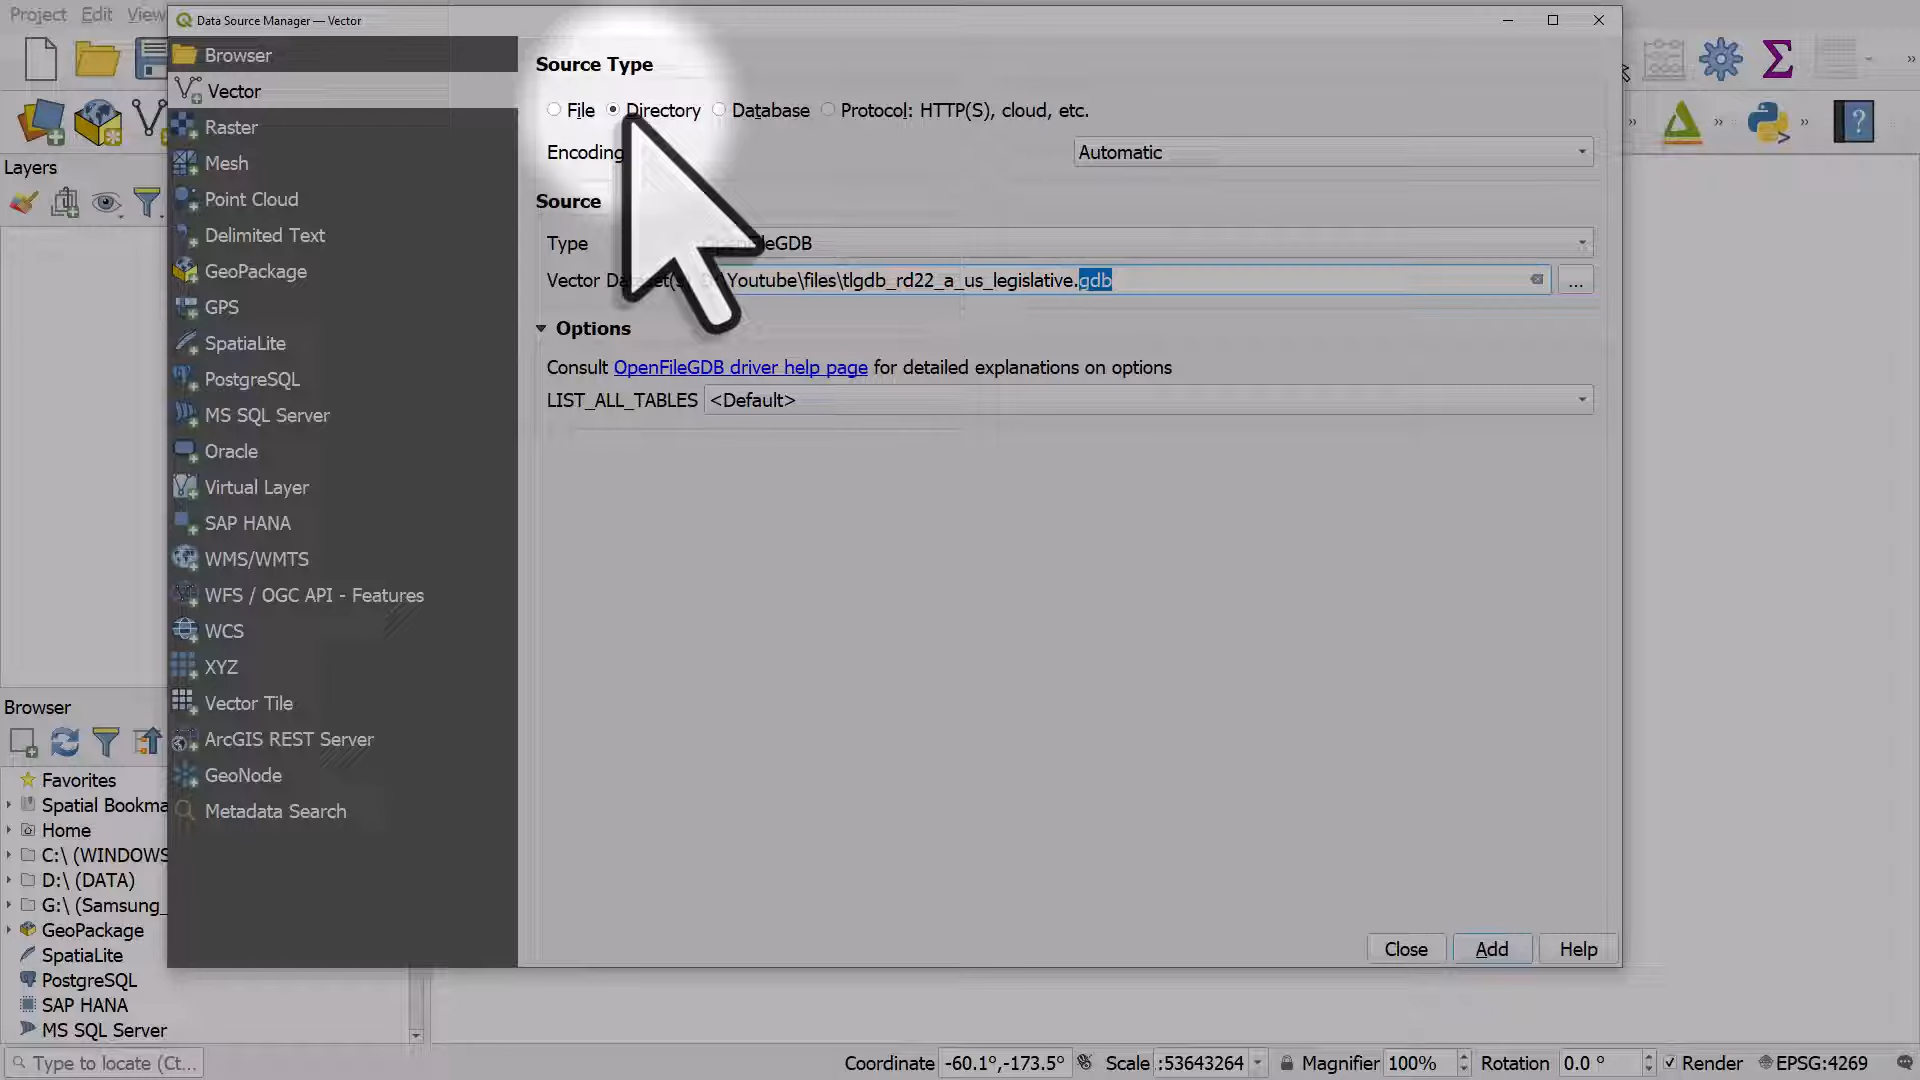 Project Edit View
Data Source Manager — Vector
Browser
Vector
Raster
Mesh
Point Cloud
Delimited Text
GeoPackage
GPS
SpatiaLite
PostgreSQL
MS SQL Server
Oracle
Virtual Layer
SAP HANA
WMS/WMTS
WFS / OGC API - Features
WCS
XYZ
Vector Tile
ArcGIS REST Server
GeoNode
Metadata Search
Source Type
File Directory Database Protocol: HTTP(S), cloud, etc.
Encoding Automatic
Source
Type
Vector \Youtube\files\tlgdb_rd22_a_us_legislative.gdb ...
Options
Consult OpenFileGDB driver help page for detailed explanations on options
LIST_ALL_TABLES <Default>
Close Add Help
Layers
Browser
Favorites
Spatial Bookma
Home
C:\ (WINDOWS
D:\ (DATA)
G:\ (Samsung_
GeoPackage
SpatiaLite
PostgreSQL
SAP HANA
MS SQL Server
Type to locate (Ct... Coordinate -60.1°,-173.5° Scale :53643264 Magnifier 100% Rotation 0.0 ° Render EPSG:4269